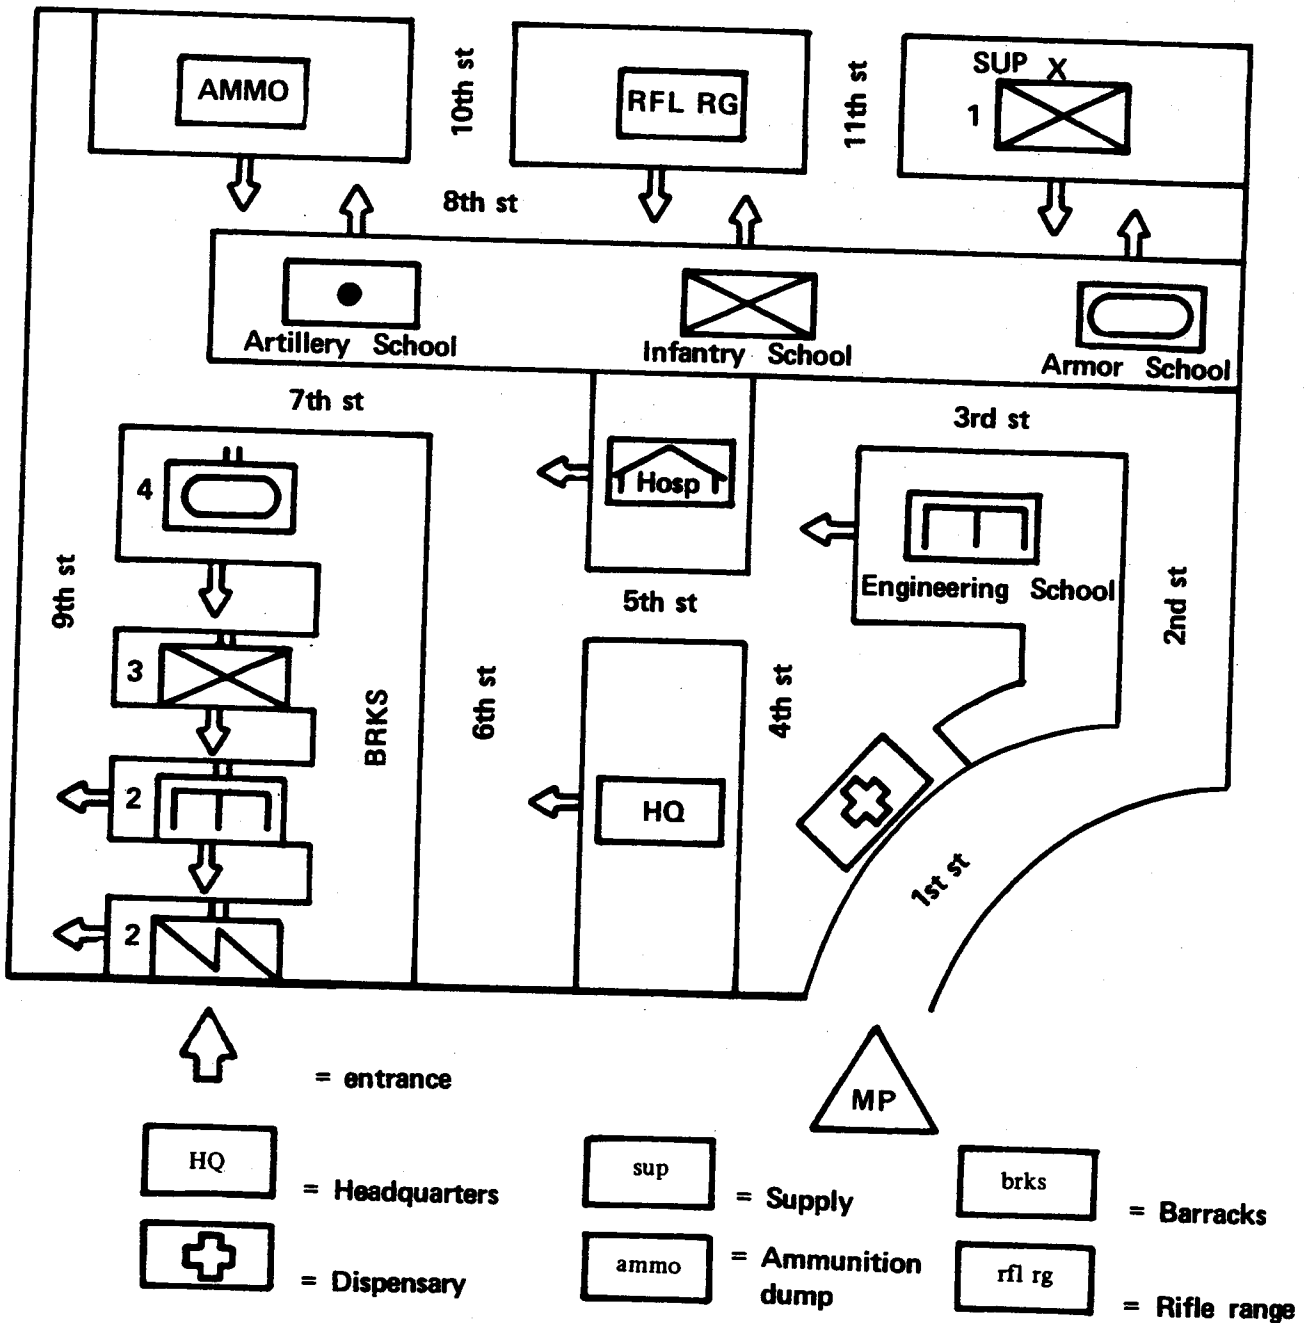 AMMO
10th st
RFL RG
11th st
SUP X
1
8th st
Artillery School
Infantry School
Armor School
7th st
3rd st
4
Hosp
9th st
Engineering School
5th st
2nd st
3
BRKS
6th st
4th st
2
HQ
1st st
2
= entrance
MP
HQ
= Headquarters
sup
= Supply
brks
= Barracks
= Dispensary
ammo
= Ammunition
dump
rfl rg
= Rifle range